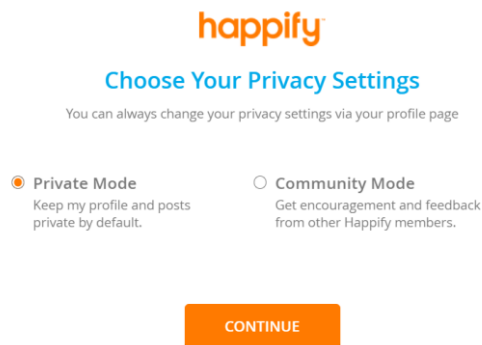 happify
Choose Your Privacy Settings
You can always change your privacy settings via your profile page
Private Mode
Keep my profile and posts
private by default.
Community Mode
Get encouragement and feedback
from other Happify members.
CONTINUE